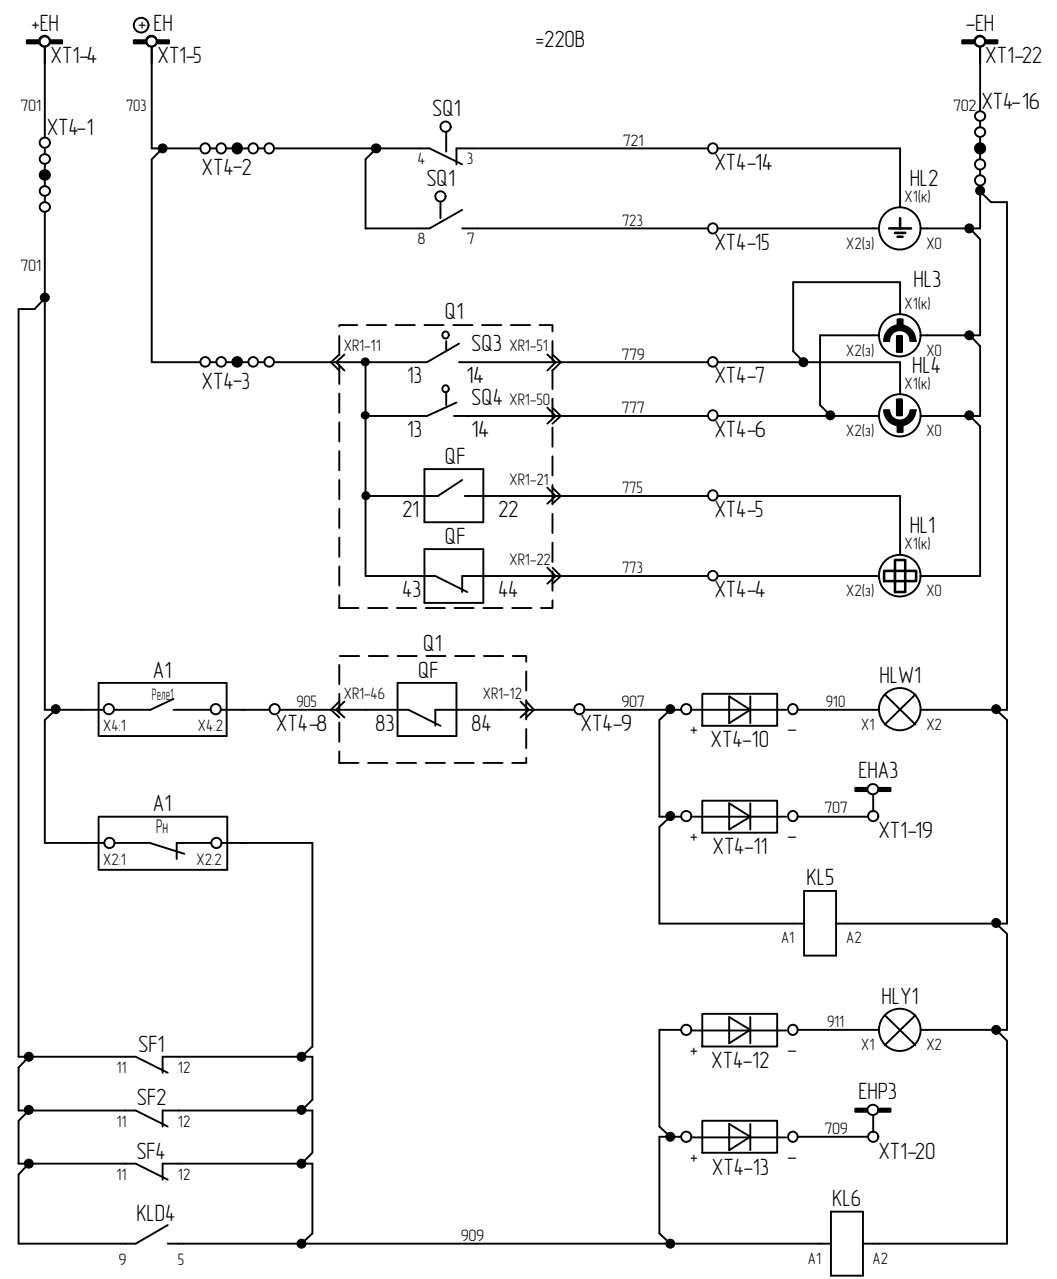 +EH
⊕ EH
=220В
–EH
XT1-4
XT1-5
XT1-22
701
703
702
XT4-16
XT4-1
SQ1
721
4
3
XT4-2
XT4-14
SQ1
HL2
X1(к)
723
8
7
XT4-15
X2(з)
X0
701
HL3
X1(к)
Q1
XR1-11
SQ3
XR1-51
779
X2(з)
X0
13
14
XT4-3
XT4-7
HL4
X1(к)
SQ4
XR1-50
777
13
14
XT4-6
X2(з)
X0
QF
XR1-21
775
21
22
XT4-5
QF
HL1
X1(к)
XR1-22
773
43
44
XT4-4
X2(з)
X0
Q1
A1
QF
HLW1
Реле1
905
XR1-46
XR1-12
907
910
X4:1
X4:2
XT4-8
83
84
XT4-9
+
XT4-10
–
X1
X2
EHA3
A1
Рн
707
XT1-19
+
XT4-11
–
X2:1
X2:2
KL5
A1
A2
HLY1
911
SF1
+
XT4-12
–
X1
X2
11
12
SF2
EHP3
11
12
709
SF4
XT1-20
+
XT4-13
–
11
12
KLD4
KL6
909
9
5
A1
A2